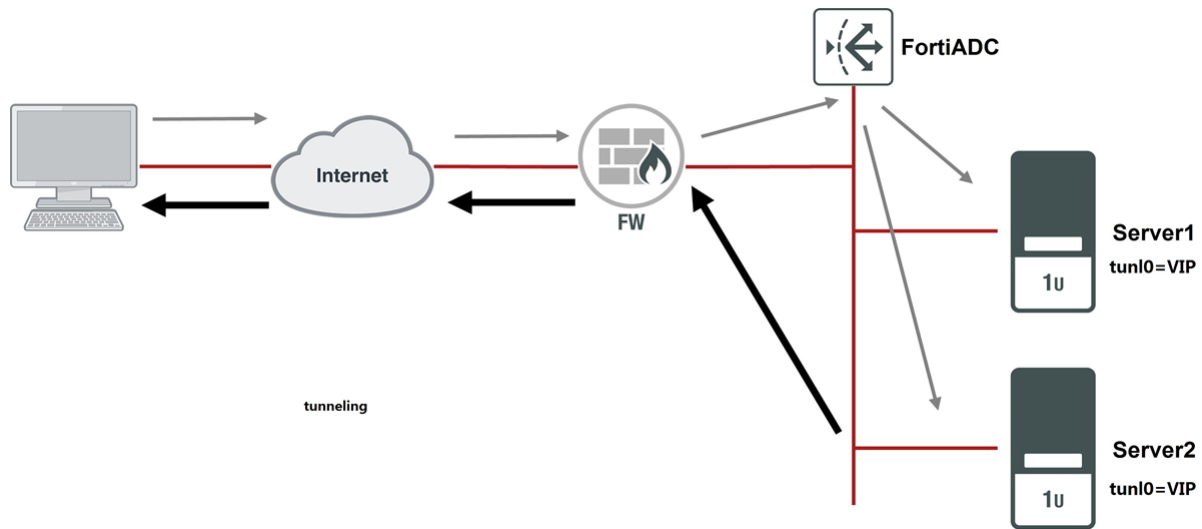 FortiADC
Internet
FW
Server1
tunl0=VIP
1U
tunneling
Server2
tunl0=VIP
1U